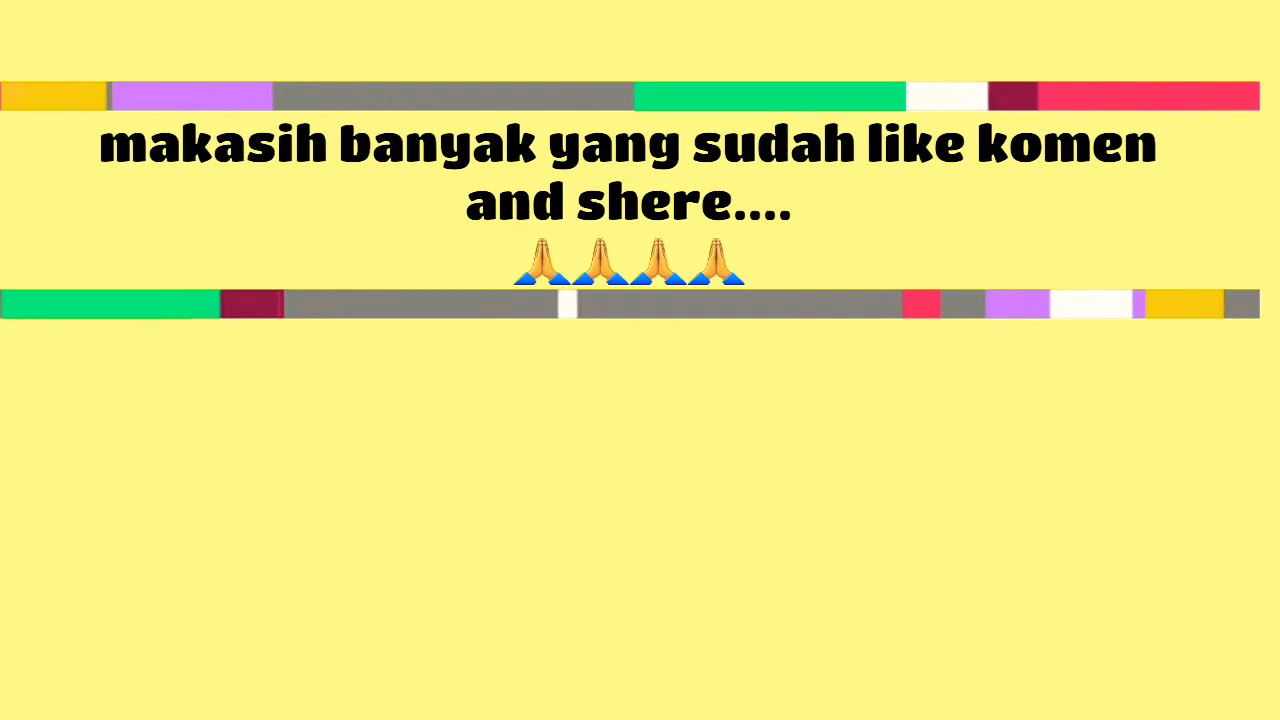 makasih banyak yang sudah like komen
and shere....
🙏🙏🙏🙏